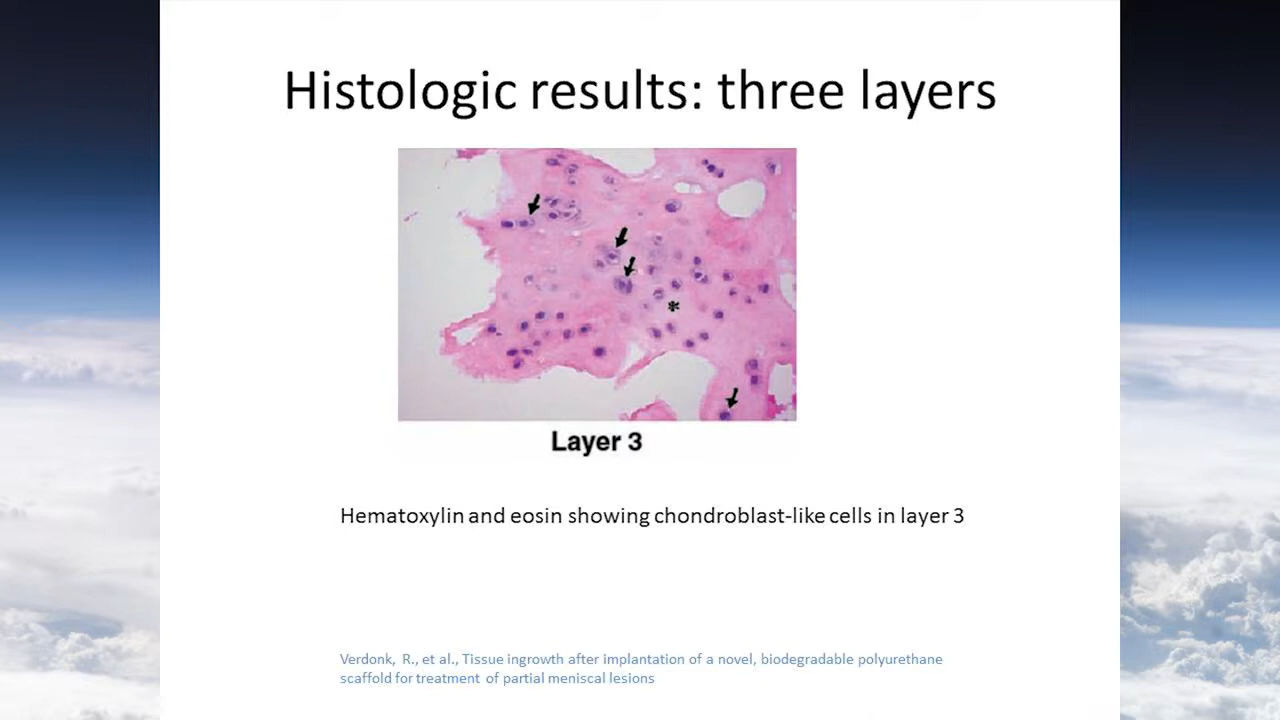 Histologic results: three layers
*
Layer 3
Hematoxylin and eosin showing chondroblast-like cells in layer 3
Verdonk, R., et al., Tissue ingrowth after implantation of a novel, biodegradable polyurethane
scaffold for treatment of partial meniscal lesions